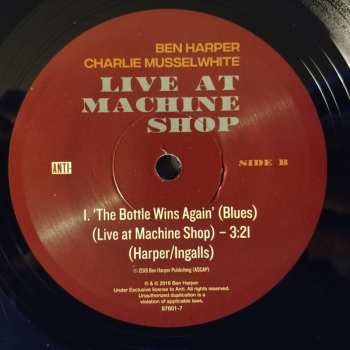 BEN HARPER
CHARLIE MUSSELWHITE
LIVE AT
MACHINE
SHOP
ANTI-
SIDE B
1. 'The Bottle Wins Again' (Blues)
(Live at Machine Shop) – 3:21
(Harper/Ingalls)
© 2018 Ben Harper Publishing (ASCAP)
℗ & © 2018 Ben Harper
Under Exclusive license to Anti. All rights reserved.
Unauthorized duplication is a
violation of applicable laws.
87601-7